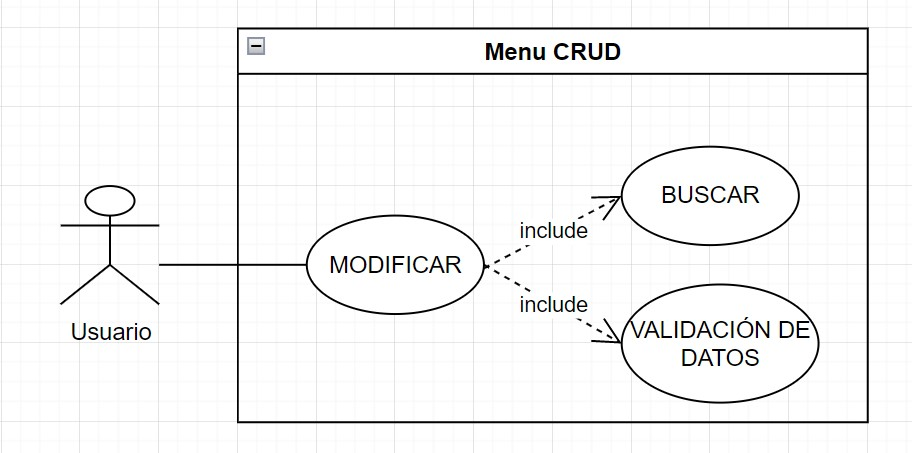 Menu CRUD
BUSCAR
include
MODIFICAR
include
VALIDACIÓN DE
DATOS
Usuario